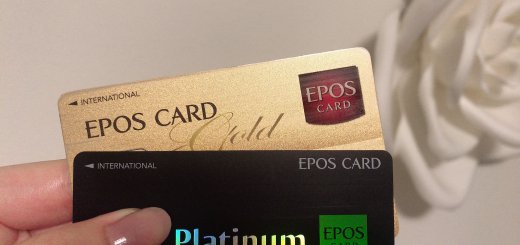 INTERNATIONAL
EPOS CARD
Gold
EPOS
CARD
INTERNATIONAL
EPOS CARD
Platinum
EPOS
CARD